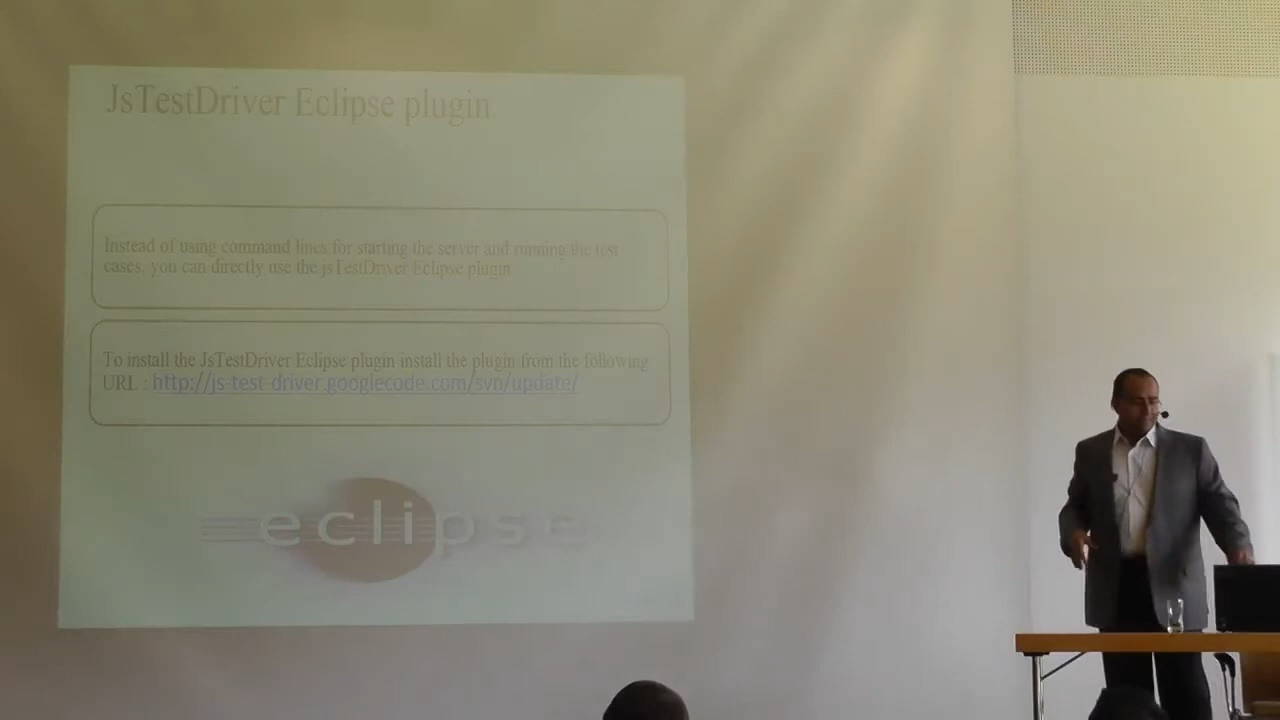 JsTestDriver Eclipse plugin
Instead of using command lines for starting the server and running the test
cases, you can directly use the jsTestDriver Eclipse plugin
To install the JsTestDriver Eclipse plugin install the plugin from the following
URL : http://js-test-driver.googlecode.com/svn/update/
eclipse